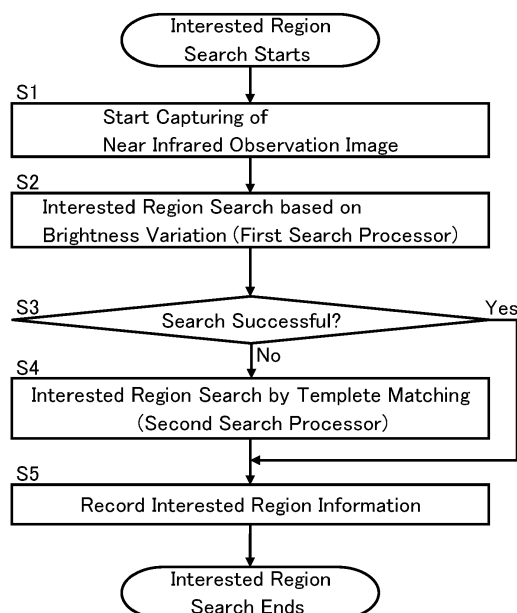 Interested Region
Search Starts
S1
Start Capturing of
Near Infrared Observation Image
S2
Interested Region Search based on
Brightness Variation (First Search Processor)
S3
Search Successful?
Yes
No
S4
Interested Region Search by Templete Matching
(Second Search Processor)
S5
Record Interested Region Information
Interested Region
Search Ends